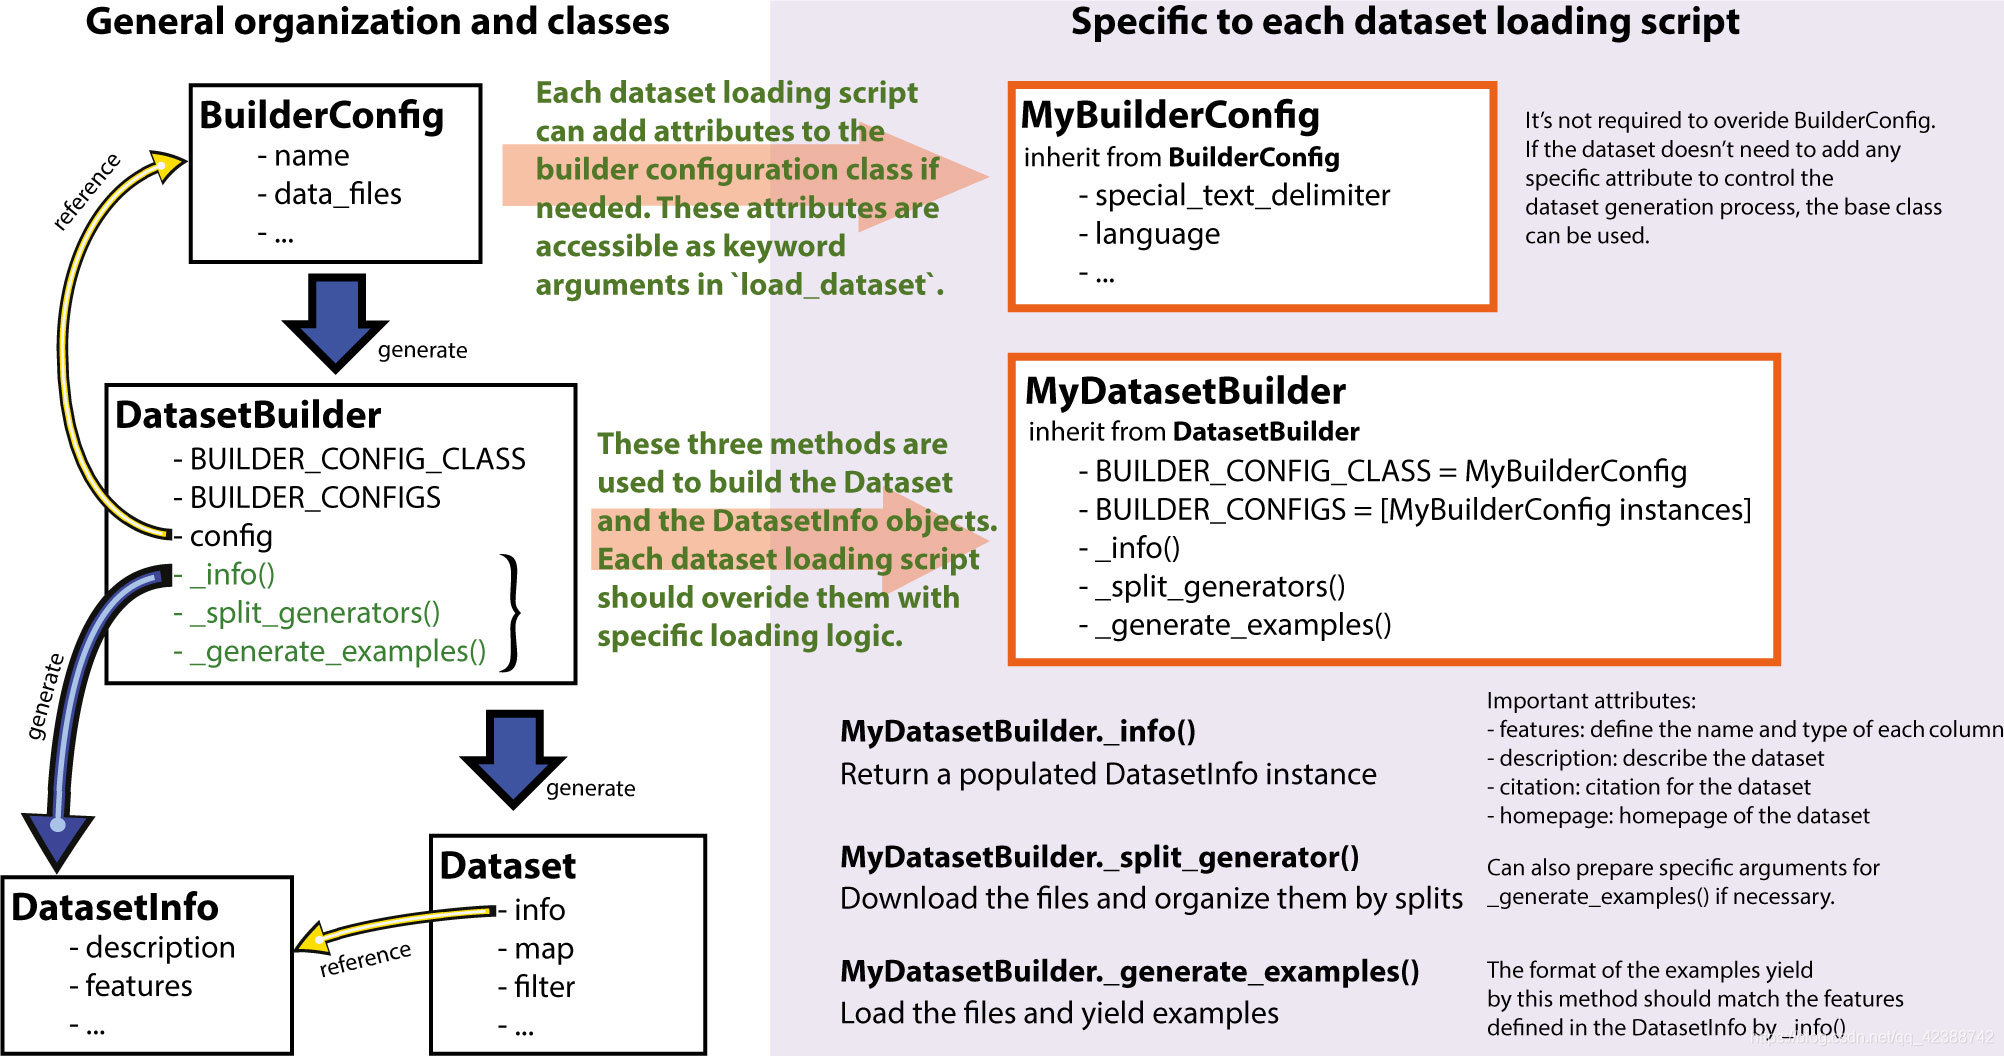 General organization and classes
Specific to each dataset loading script
BuilderConfig
- name
- data_files
- ...
reference
generate
Each dataset loading script
can add attributes to the
builder configuration class if
needed. These attributes are
accessible as keyword
arguments in `load_dataset`.
MyBuilderConfig
inherit from BuilderConfig
- special_text_delimiter
- language
- ...
It's not required to overide BuilderConfig.
If the dataset doesn't need to add any
specific attribute to control the
dataset generation process, the base class
can be used.
DatasetBuilder
- BUILDER_CONFIG_CLASS
- BUILDER_CONFIGS
- config
- _info()
- _split_generators()
- _generate_examples()
generate
generate
These three methods are
used to build the Dataset
and the DatasetInfo objects.
Each dataset loading script
should overide them with
specific loading logic.
MyDatasetBuilder
inherit from DatasetBuilder
- BUILDER_CONFIG_CLASS = MyBuilderConfig
- BUILDER_CONFIGS = [MyBuilderConfig instances]
- _info()
- _split_generators()
- _generate_examples()
DatasetInfo
- description
- features
- ...
reference
Dataset
- info
- map
- filter
- ...
MyDatasetBuilder._info()
Return a populated DatasetInfo instance
Important attributes:
- features: define the name and type of each column
- description: describe the dataset
- citation: citation for the dataset
- homepage: homepage of the dataset
MyDatasetBuilder._split_generator()
Download the files and organize them by splits
Can also prepare specific arguments for
_generate_examples() if necessary.
MyDatasetBuilder._generate_examples()
Load the files and yield examples
The format of the examples yield
by this method should match the features
defined in the DatasetInfo by _info()
https://blog.csdn.net/qq_42388742